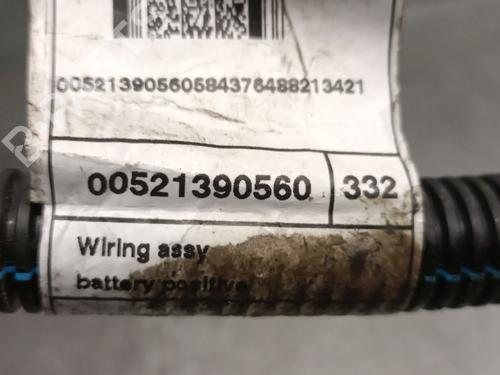 00521390560584376488213421
00521390560 332
Wiring assy
battery positive